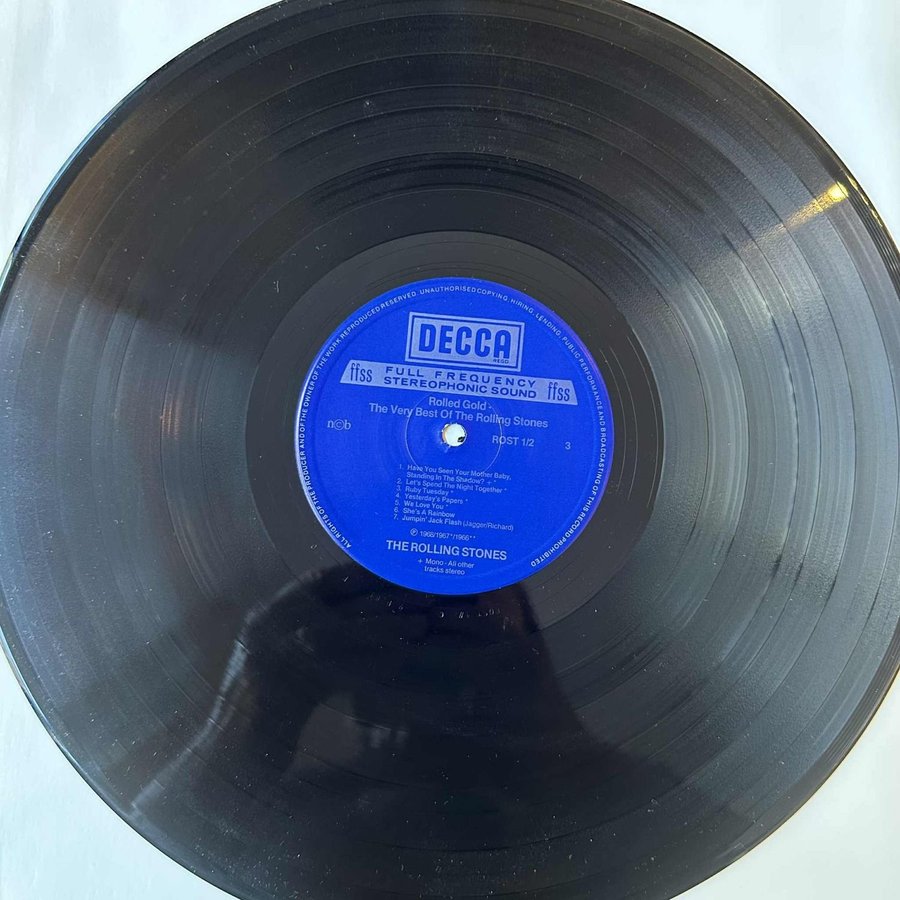 ALL RIGHTS OF THE PRODUCER AND OF THE OWNER OF THE WORK REPRODUCED RESERVED. UNAUTHORISED COPYING, HIRING, LENDING, PUBLIC PERFORMANCE AND BROADCASTING OF THIS RECORD PROHIBITED
DECCA
REGD
ffss FULL FREQUENCY ffss
STEREOPHONIC SOUND
Rolled Gold -
The Very Best Of The Rolling Stones
n©b ROST 1/2 3
1. Have You Seen Your Mother Baby,
Standing In The Shadow? + **
2. Let's Spend The Night Together *
3. Ruby Tuesday *
4. Yesterday's Papers *
5. We Love You *
6. She's A Rainbow
7. Jumpin' Jack Flash (Jagger/Richard)
℗ 1968/1967*/1966**
THE ROLLING STONES
+ Mono - All other
tracks stereo